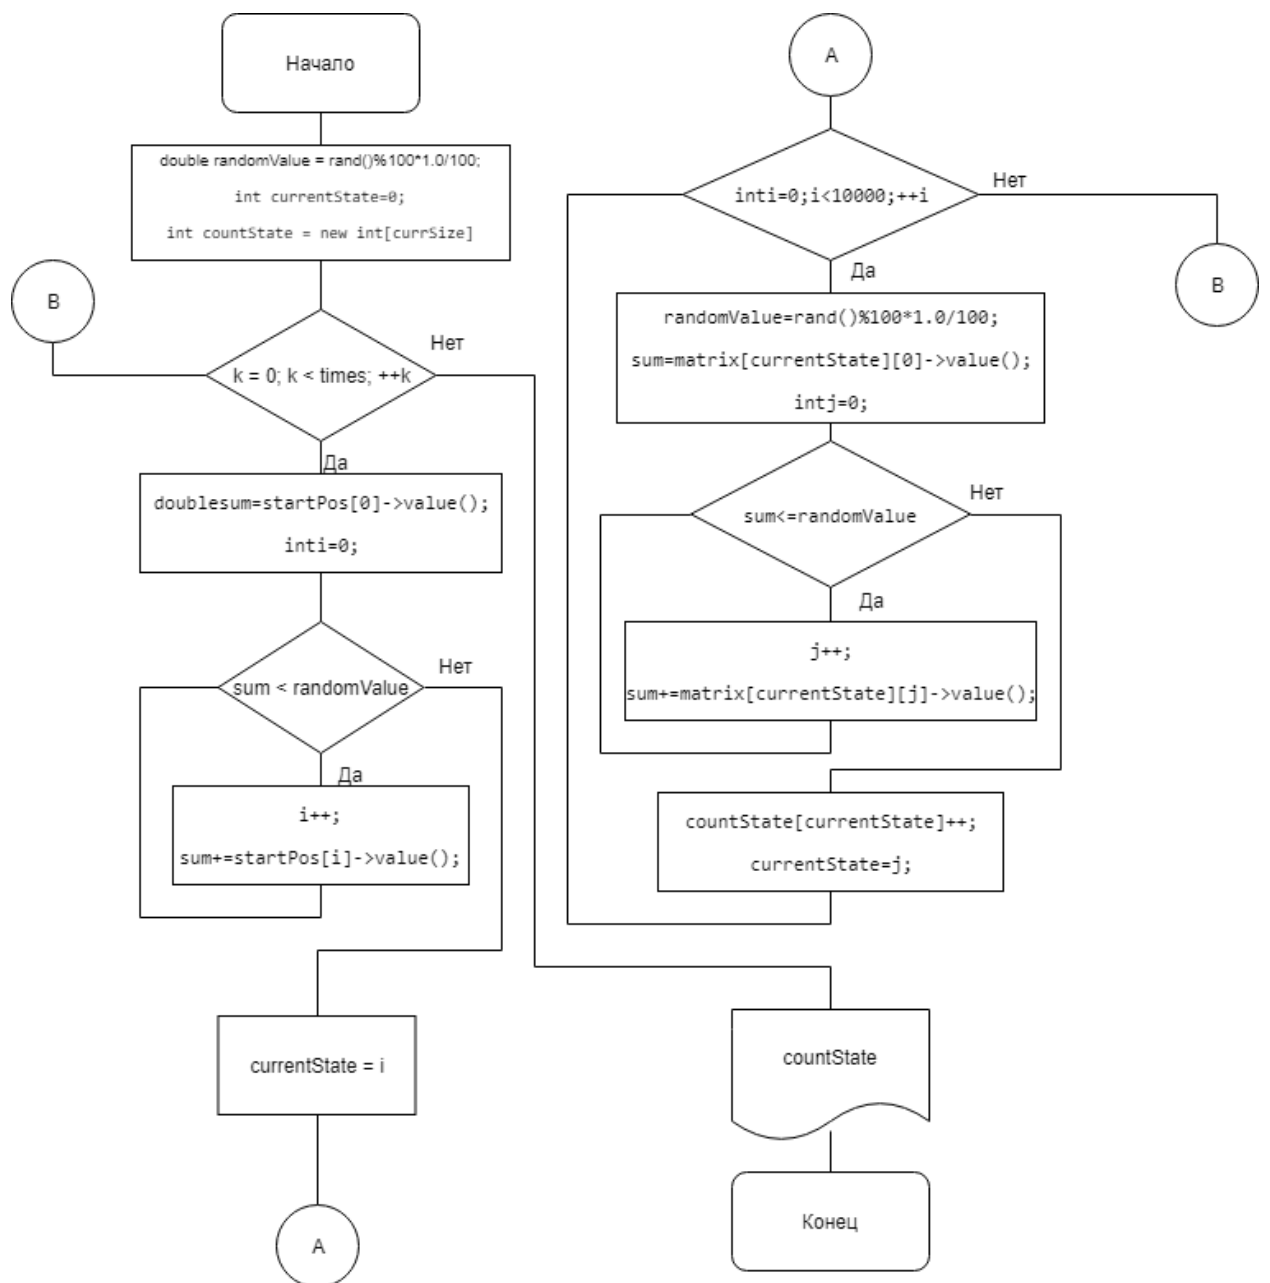 Начало
double randomValue = rand()%100*1.0/100;
int currentState=0;
int countState = new int[currSize]
B
k = 0; k < times; ++k
Нет
Да
doublesum=startPos[0]->value();
inti=0;
sum < randomValue
Нет
Да
i++;
sum+=startPos[i]->value();
currentState = i
A
A
inti=0;i<10000;++i
Нет
B
Да
randomValue=rand()%100*1.0/100;
sum=matrix[currentState][0]->value();
intj=0;
sum<=randomValue
Нет
Да
j++;
sum+=matrix[currentState][j]->value();
countState[currentState]++;
currentState=j;
countState
Конец